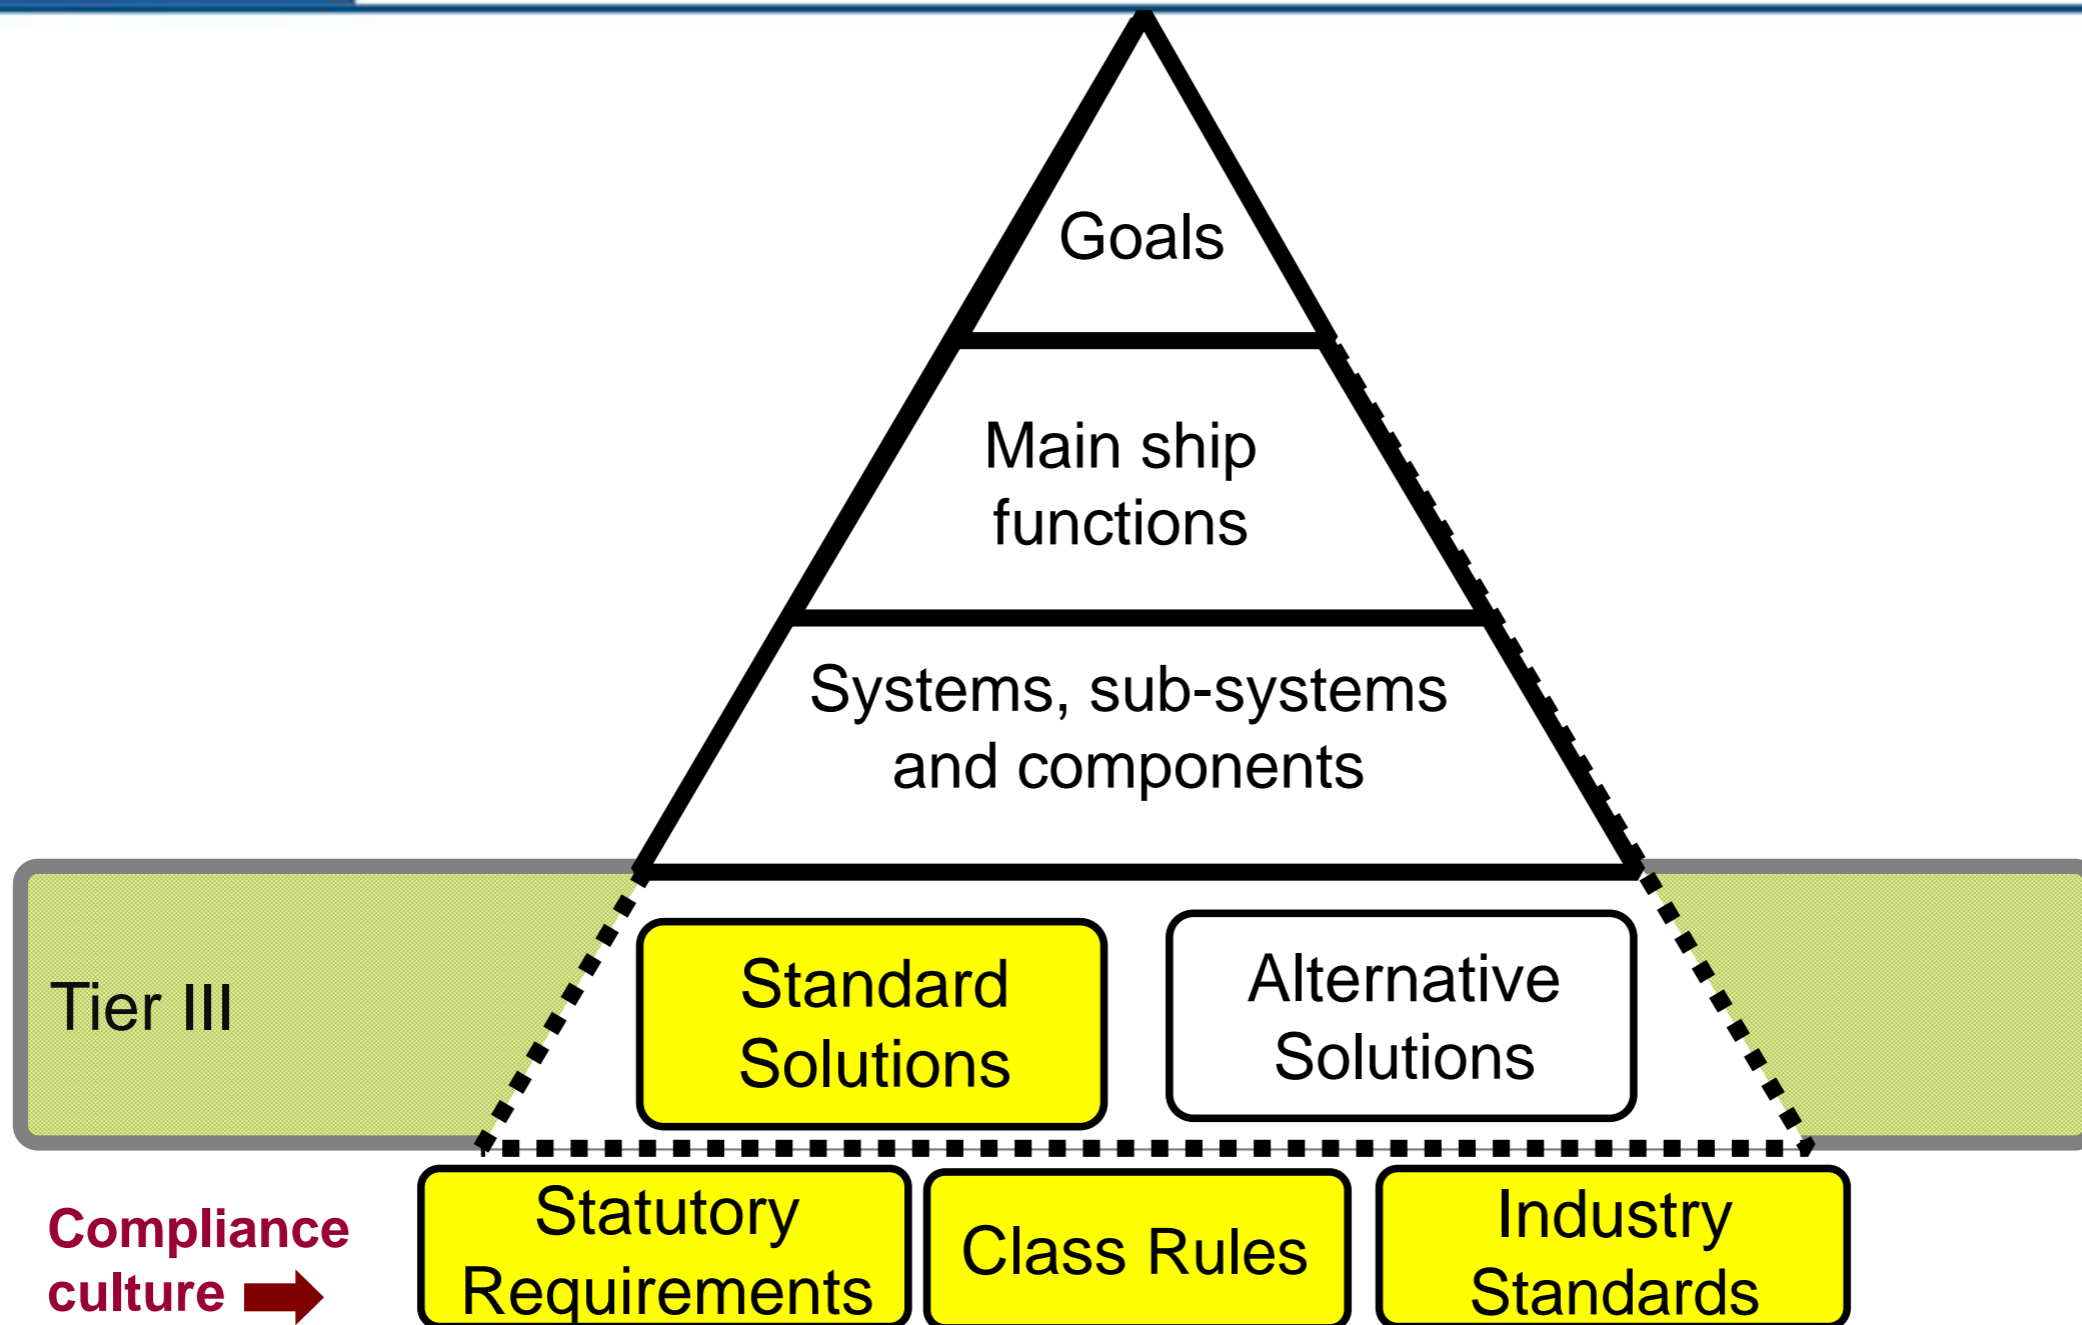 Goals
Main ship
functions
Systems, sub-systems
and components
Tier III
Standard
Solutions
Alternative
Solutions
Compliance
culture
Statutory
Requirements
Class Rules
Industry
Standards